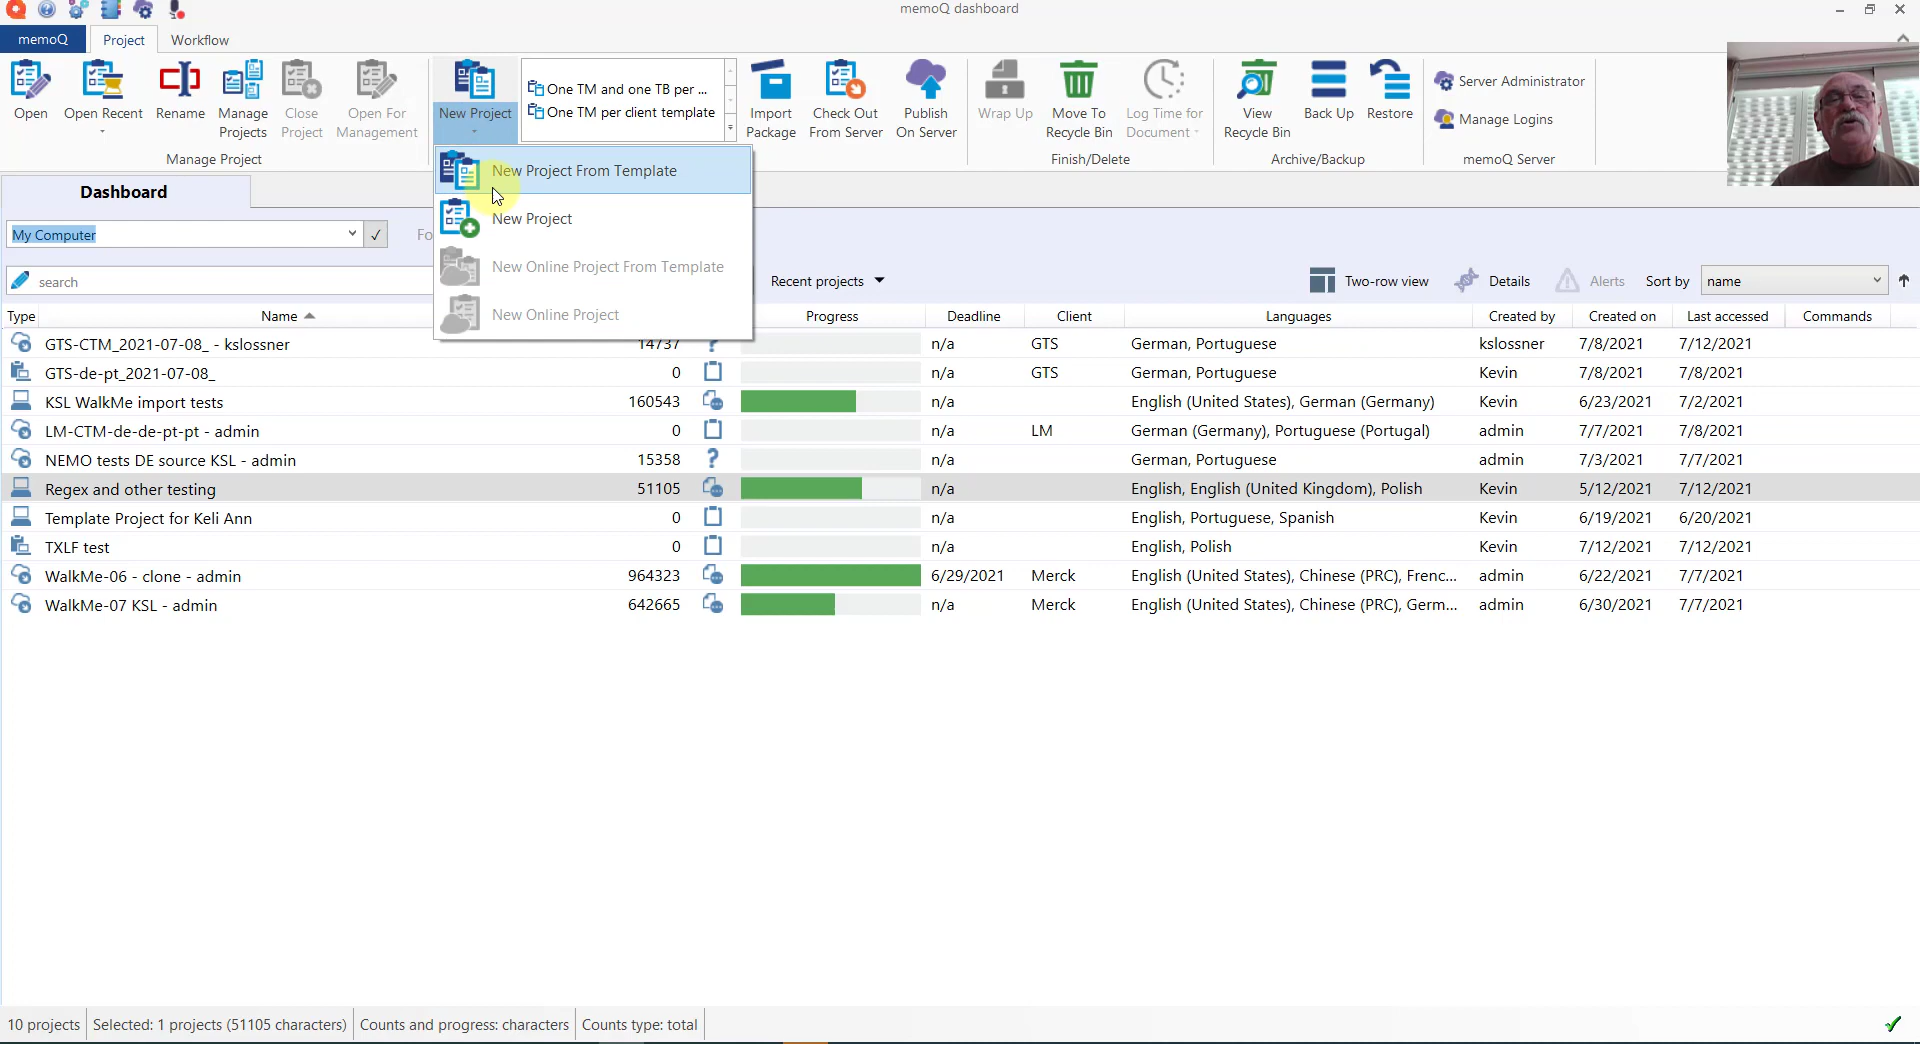 memoQ dashboard
memoQ
Project
Workflow
Open
Open Recent
Rename
Manage Projects
Close Project
Open For Management
Manage Project
New Project
One TM and one TB per ...
One TM per client template
Import Package
Check Out From Server
Publish On Server
Wrap Up
Move To Recycle Bin
Log Time for Document
Finish/Delete
View Recycle Bin
Back Up
Restore
Archive/Backup
Server Administrator
Manage Logins
memoQ Server
New Project From Template
New Project
New Online Project From Template
New Online Project
Dashboard
My Computer
Fo
search
Recent projects
Two-row view
Details
Alerts
Sort by
name
Type Name Progress Deadline Client Languages Created by Created on Last accessed Commands
GTS-CTM_2021-07-08_ - kslossner 14737 ? n/a GTS German, Portuguese kslossner 7/8/2021 7/12/2021
GTS-de-pt_2021-07-08_ 0 n/a GTS German, Portuguese Kevin 7/8/2021 7/8/2021
KSL WalkMe import tests 160543 n/a English (United States), German (Germany) Kevin 6/23/2021 7/2/2021
LM-CTM-de-de-pt-pt - admin 0 n/a LM German (Germany), Portuguese (Portugal) admin 7/7/2021 7/8/2021
NEMO tests DE source KSL - admin 15358 ? n/a German, Portuguese admin 7/3/2021 7/7/2021
Regex and other testing 51105 n/a English, English (United Kingdom), Polish Kevin 5/12/2021 7/12/2021
Template Project for Keli Ann 0 n/a English, Portuguese, Spanish Kevin 6/19/2021 6/20/2021
TXLF test 0 n/a English, Polish Kevin 7/12/2021 7/12/2021
WalkMe-06 - clone - admin 964323 6/29/2021 Merck English (United States), Chinese (PRC), Frenc... admin 6/22/2021 7/7/2021
WalkMe-07 KSL - admin 642665 n/a Merck English (United States), Chinese (PRC), Germ... admin 6/30/2021 7/7/2021
10 projects
Selected: 1 projects (51105 characters)
Counts and progress: characters
Counts type: total